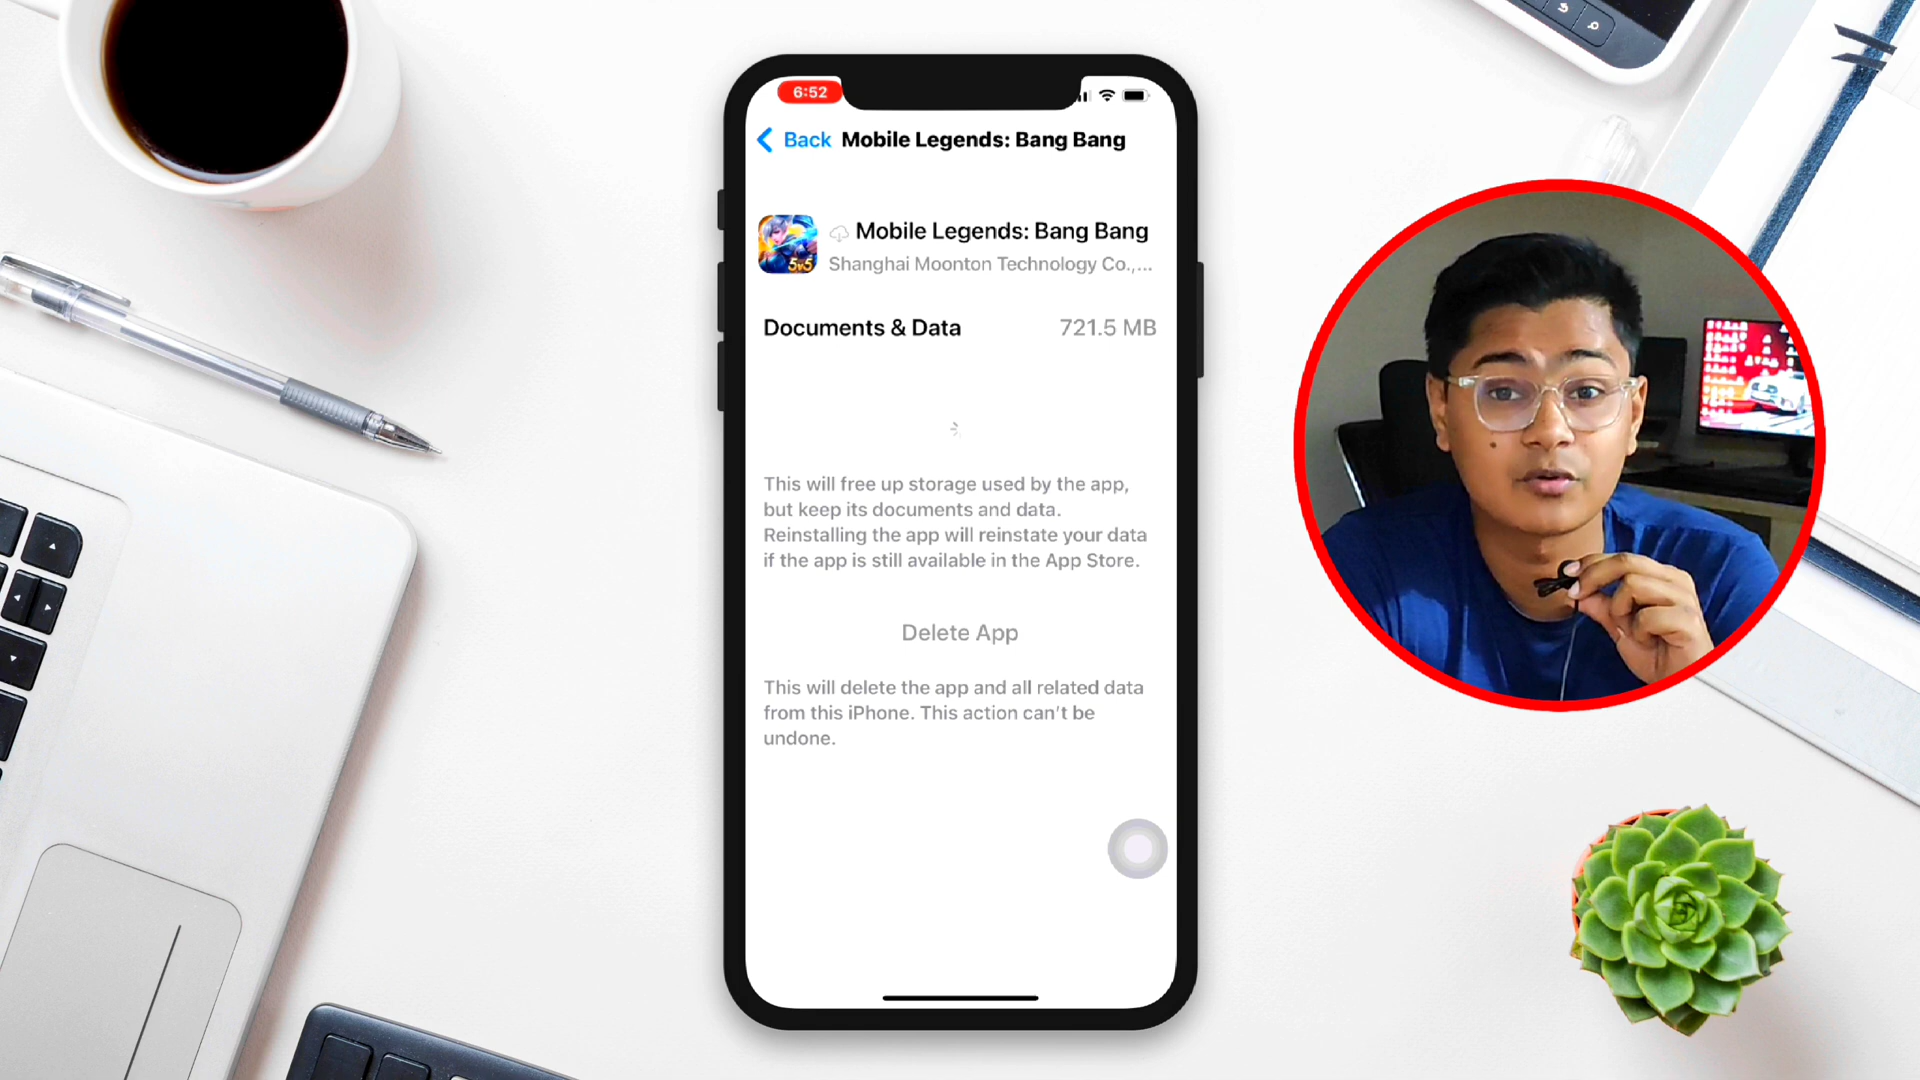 6:52
Back Mobile Legends: Bang Bang
Mobile Legends: Bang Bang
Shanghai Moonton Technology Co.,...
5v5
Documents & Data 721.5 MB
This will free up storage used by the app,
but keep its documents and data.
Reinstalling the app will reinstate your data
if the app is still available in the App Store.
Delete App
This will delete the app and all related data
from this iPhone. This action can't be
undone.